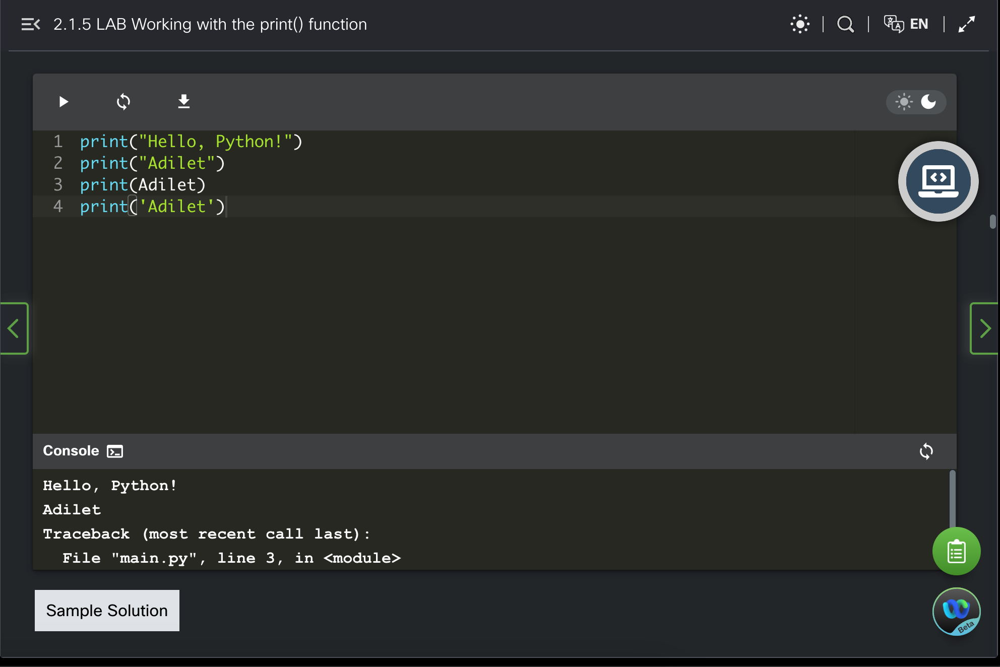 2.1.5 LAB Working with the print() function
EN
1 print("Hello, Python!")
2 print("Adilet")
3 print(Adilet)
4 print('Adilet')
Console
Hello, Python!
Adilet
Traceback (most recent call last):
  File "main.py", line 3, in <module>
Sample Solution
Beta